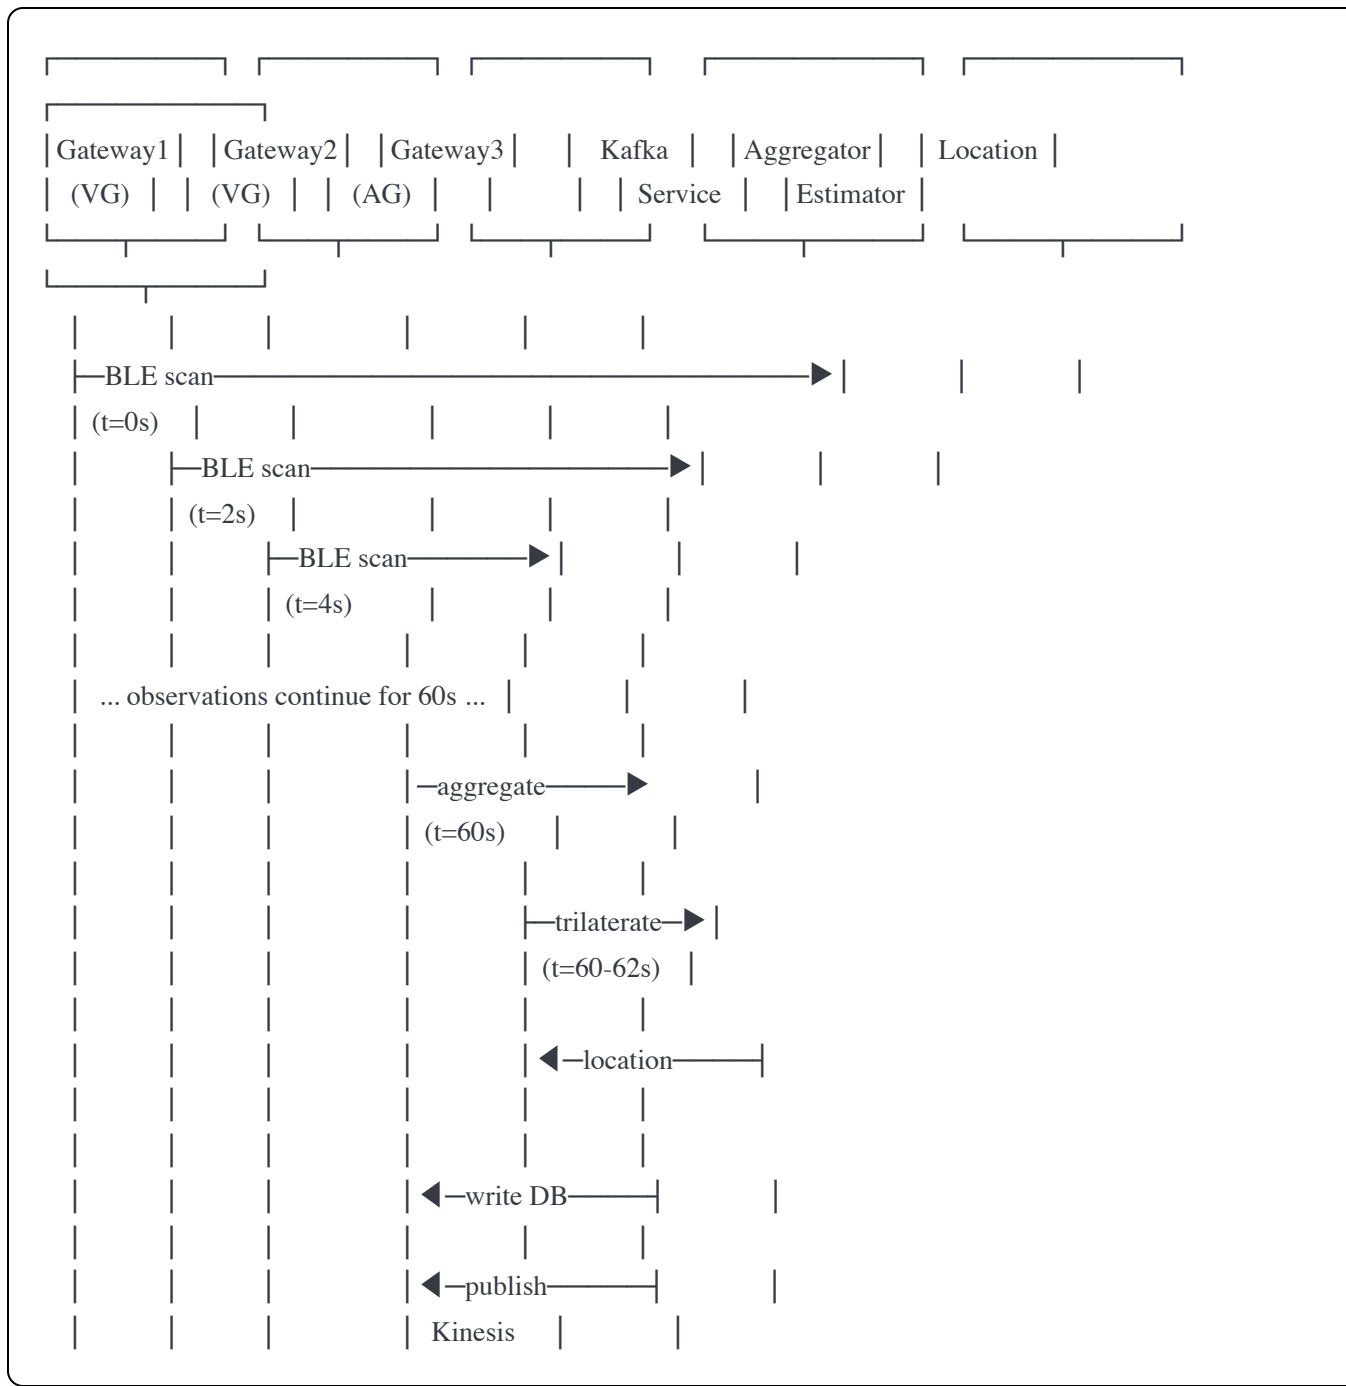 ┌─────────┐ ┌─────────┐ ┌─────────┐ ┌───────────┐ ┌───────────┐
┌───────────┐
│Gateway1│ │Gateway2│ │Gateway3│ │ Kafka │ │Aggregator│ │ Location │
│ (VG) │ │ (VG) │ │ (AG) │ │ │ │ Service │ │Estimator│
└───┬─────┘ └───┬─────┘ └───┬─────┘ └────┬──────┘ └────┬──────┘
└────┬──────┘
│ │ │ │ │ │
├─BLE scan──────────────────────────────▶│ │ │
│ (t=0s) │ │ │ │ │
│ ├─BLE scan──────────────────▶│ │ │
│ │ (t=2s) │ │ │ │
│ │ ├─BLE scan──────▶│ │ │
│ │ │ (t=4s) │ │ │
│ │ │ │ │ │
│ ... observations continue for 60s ... │ │ │
│ │ │ │ │ │
│ │ │ │─aggregate────▶ │
│ │ │ │ (t=60s) │ │
│ │ │ │ │ │
│ │ │ │ ├─trilaterate─▶│
│ │ │ │ │ (t=60-62s) │
│ │ │ │ │ │
│ │ │ │ │◀─location────┤
│ │ │ │ │ │
│ │ │ │ │ │
│ │ │ │◀─write DB────┤ │
│ │ │ │ │ │
│ │ │ │◀─publish─────┤ │
│ │ │ │ Kinesis │ │